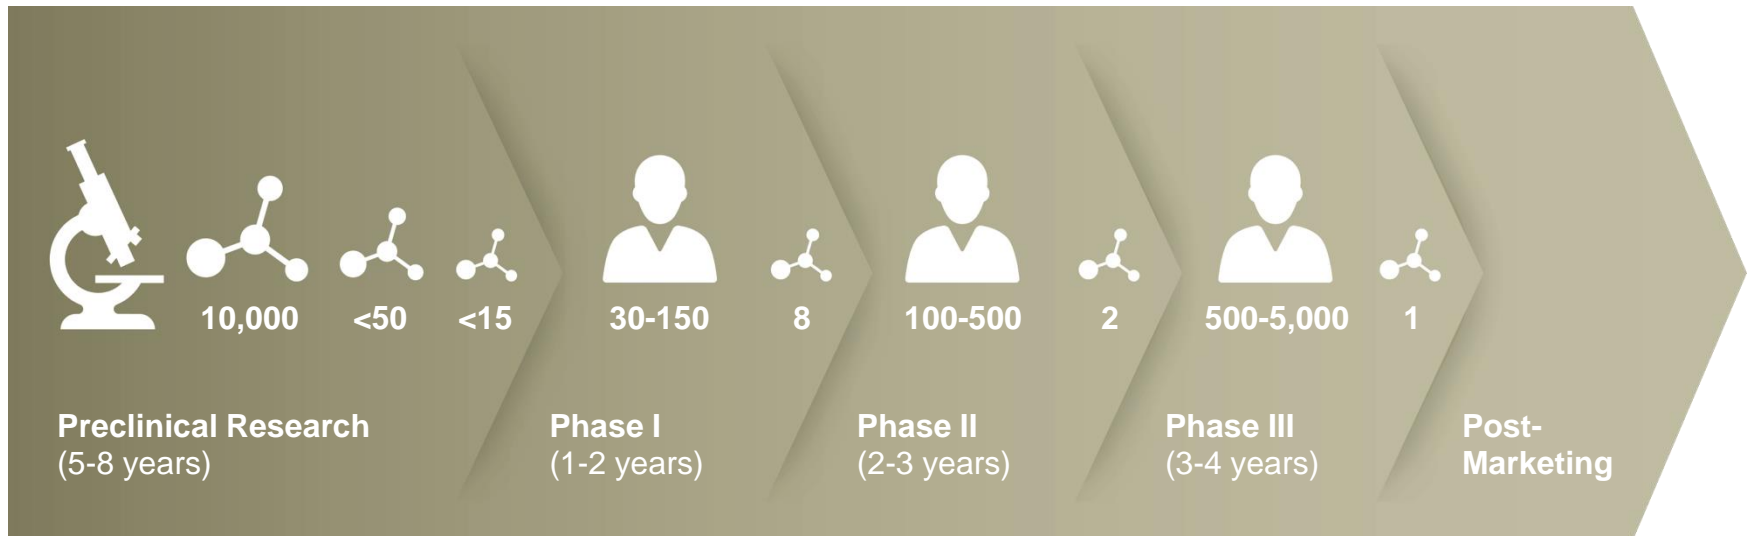 10,000 <50 <15 30-150 8 100-500 2 500-5,000 1
Preclinical Research
(5-8 years)
Phase I
(1-2 years)
Phase II
(2-3 years)
Phase III
(3-4 years)
Post-
Marketing